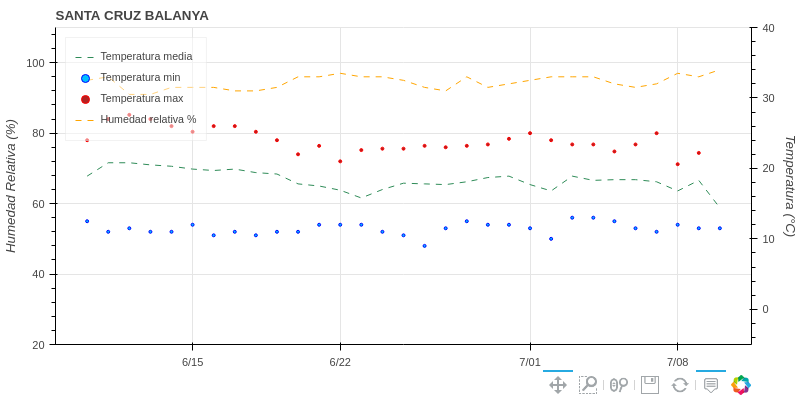 SANTA CRUZ BALANYA
Temperatura media
Temperatura min
Temperatura max
Humedad relativa %
Humedad Relativa (%)
100
80
60
40
20
Temperatura (°C)
40
30
20
10
0
6/15
6/22
7/01
7/08